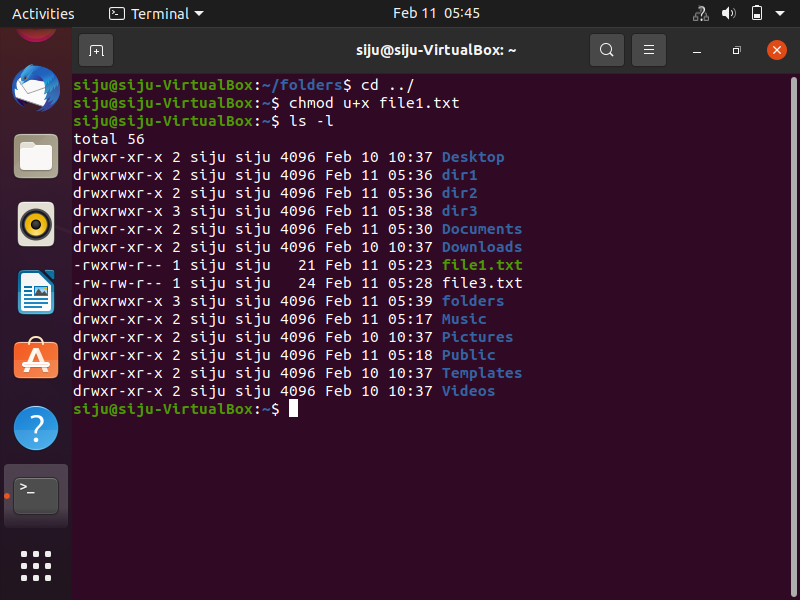 Activities Terminal Feb 11 05:45
siju@siju-VirtualBox: ~
siju@siju-VirtualBox:~/folders$ cd ../
siju@siju-VirtualBox:~$ chmod u+x file1.txt
siju@siju-VirtualBox:~$ ls -l
total 56
drwxr-xr-x 2 siju siju 4096 Feb 10 10:37 Desktop
drwxrwxr-x 2 siju siju 4096 Feb 11 05:36 dir1
drwxrwxr-x 2 siju siju 4096 Feb 11 05:36 dir2
drwxrwxr-x 3 siju siju 4096 Feb 11 05:38 dir3
drwxr-xr-x 2 siju siju 4096 Feb 11 05:30 Documents
drwxr-xr-x 2 siju siju 4096 Feb 10 10:37 Downloads
-rwxrw-r-- 1 siju siju   21 Feb 11 05:23 file1.txt
-rw-rw-r-- 1 siju siju   24 Feb 11 05:28 file3.txt
drwxrwxr-x 3 siju siju 4096 Feb 11 05:39 folders
drwxr-xr-x 2 siju siju 4096 Feb 11 05:17 Music
drwxr-xr-x 2 siju siju 4096 Feb 10 10:37 Pictures
drwxr-xr-x 2 siju siju 4096 Feb 11 05:18 Public
drwxr-xr-x 2 siju siju 4096 Feb 10 10:37 Templates
drwxr-xr-x 2 siju siju 4096 Feb 10 10:37 Videos
siju@siju-VirtualBox:~$